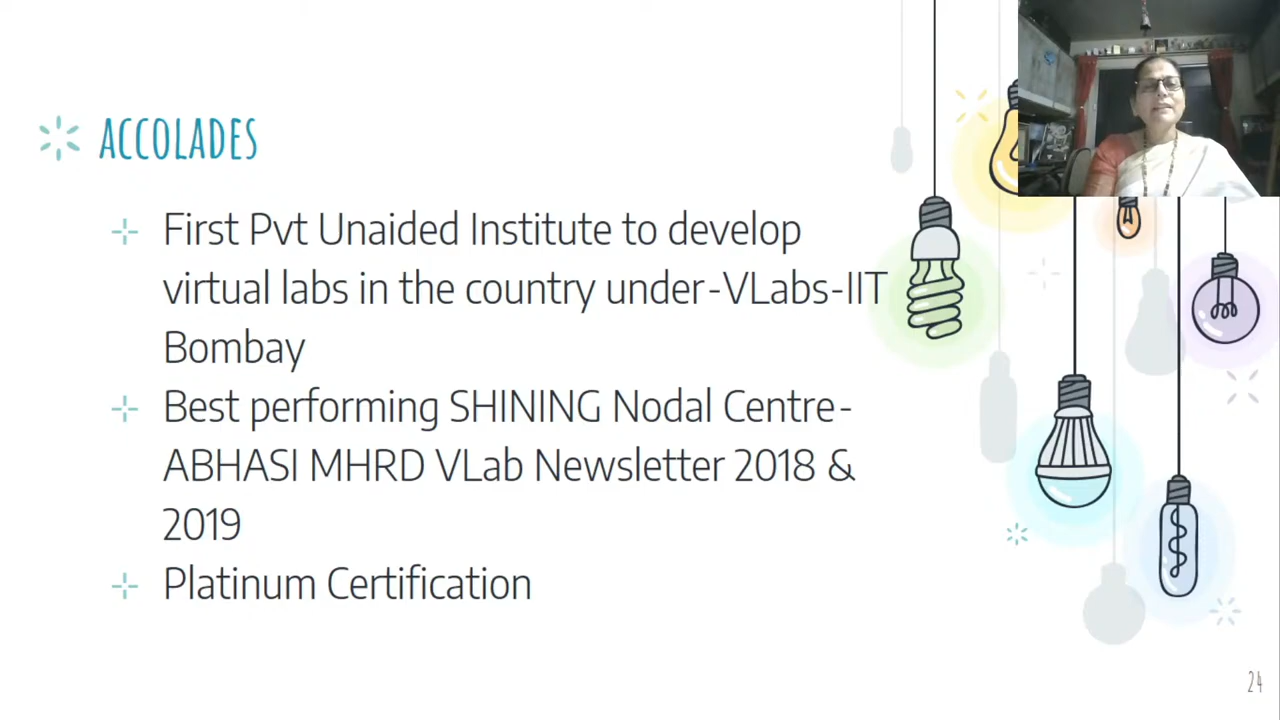 ACCOLADES
First Pvt Unaided Institute to develop
virtual labs in the country under-VLabs-IIT
Bombay
Best performing SHINING Nodal Centre-
ABHASI MHRD VLab Newsletter 2018 &
2019
Platinum Certification
24